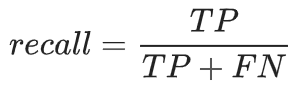 recall = TP / TP + FN